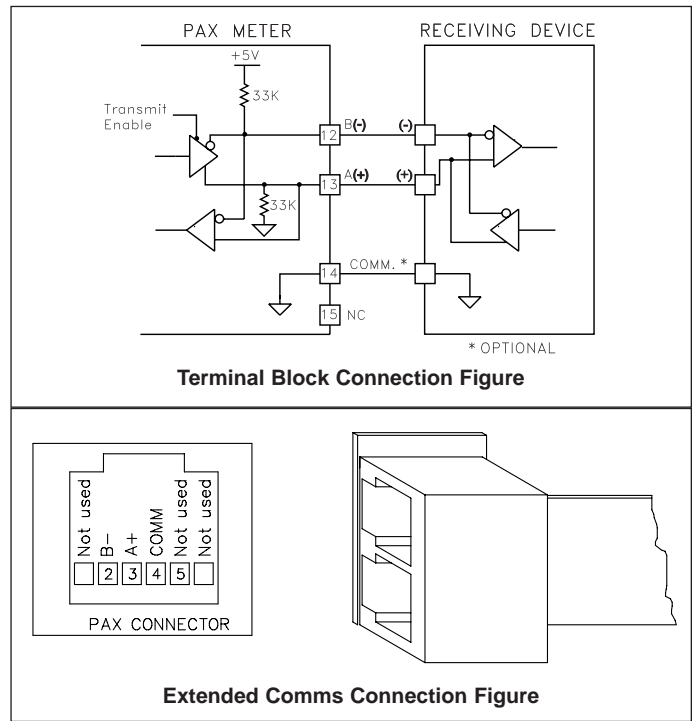 PAX METER
RECEIVING DEVICE
+5V
33K
Transmit
Enable
12
B(-)
(-)
13
A(+)
(+)
33K
14
COMM. *
15
NC
* OPTIONAL
Terminal Block Connection Figure
Not used
B-
A+
COMM
Not used
Not used
2
3
4
5
PAX CONNECTOR
Extended Comms Connection Figure